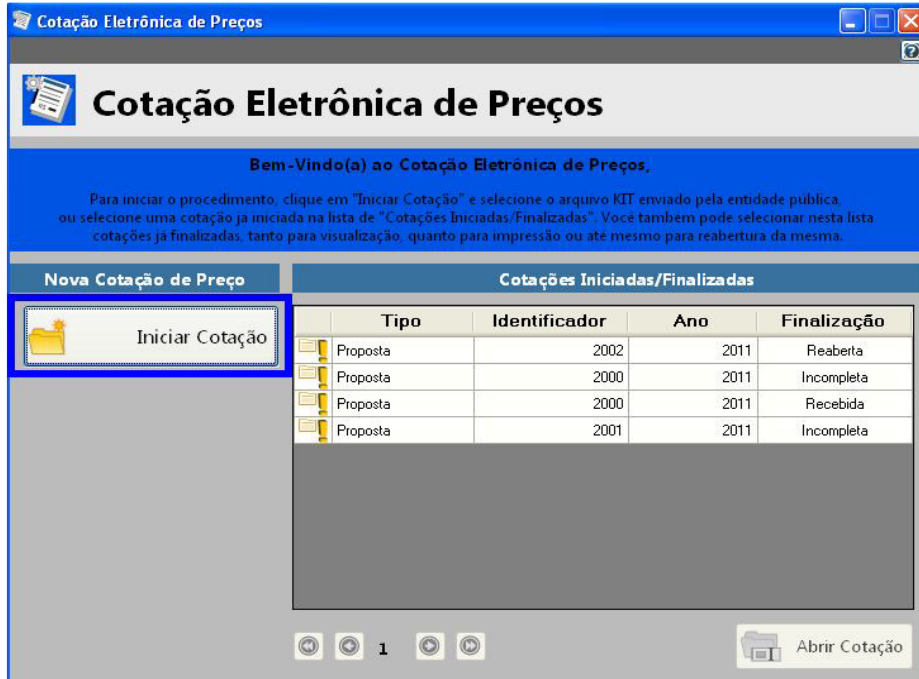 Cotação Eletrônica de Preços
Cotação Eletrônica de Preços
Bem-Vindo(a) ao Cotação Eletrônica de Preços,
Para iniciar o procedimento, clique em "Iniciar Cotação" e selecione o arquivo KIT enviado pela entidade pública,
ou selecione uma cotação ja iniciada na lista de "Cotações Iniciadas/Finalizadas". Você também pode selecionar nesta lista
cotações já finalizadas, tanto para visualização, quanto para impressão ou até mesmo para reabertura da mesma.
Nova Cotação de Preço
Cotações Iniciadas/Finalizadas
Iniciar Cotação
Tipo Identificador Ano Finalização
Proposta 2002 2011 Reaberta
Proposta 2000 2011 Incompleta
Proposta 2000 2011 Recebida
Proposta 2001 2011 Incompleta
1
Abrir Cotação